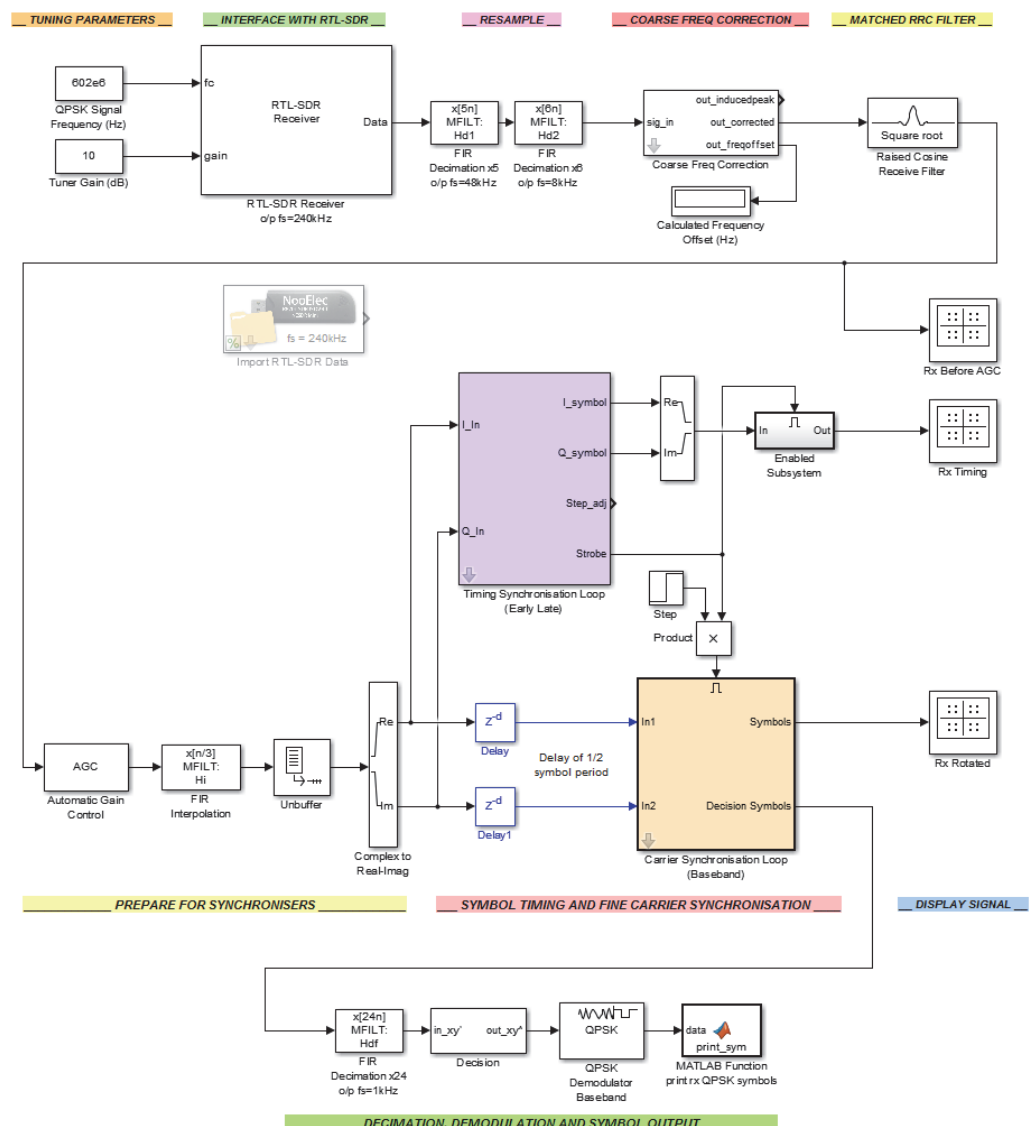 __ TUNING PARAMETERS __
__ INTERFACE WITH RTL-SDR __
__ RESAMPLE __
__ COARSE FREQ CORRECTION __
__ MATCHED RRC FILTER __
602e6
QPSK Signal
Frequency (Hz)
10
Tuner Gain (dB)
fc
gain
RTL-SDR
Receiver
Data
RTL-SDR Receiver
o/p fs=240kHz
x[5n]
MFILT:
Hd1
FIR
Decimation x5
o/p fs=48kHz
x[6n]
MFILT:
Hd2
FIR
Decimation x6
o/p fs=8kHz
sig_in
out_inducedpeak
out_corrected
out_freqoffset
Coarse Freq Correction
Calculated Frequency
Offset (Hz)
Square root
Raised Cosine
Receive Filter
NooElec
fs = 240kHz
Import RTL-SDR Data
Rx Before AGC
I_In
Q_In
I_symbol
Q_symbol
Step_adj
Strobe
Timing Synchronisation Loop
(Early Late)
Re
Im
In
Out
Enabled
Subsystem
Rx Timing
Step
Product
×
AGC
Automatic Gain
Control
x[n/3]
MFILT:
Hi
FIR
Interpolation
Unbuffer
Re
Im
Complex to
Real-Imag
z-d
Delay
Delay of 1/2
symbol period
z-d
Delay1
In1
In2
Symbols
Decision Symbols
Carrier Synchronisation Loop
(Baseband)
Rx Rotated
__ PREPARE FOR SYNCHRONISERS __
__ SYMBOL TIMING AND FINE CARRIER SYNCHRONISATION __
__ DISPLAY SIGNAL __
x[24n]
MFILT:
Hdf
FIR
Decimation x24
o/p fs=1kHz
in_xy'
out_xy^
Decision
QPSK
QPSK
Demodulator
Baseband
data
print_sym
MATLAB Function
print rx QPSK symbols
DECIMATION, DEMODULATION AND SYMBOL OUTPUT